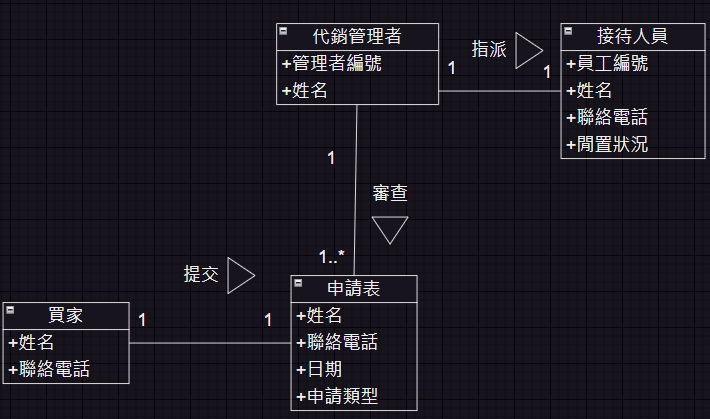 代銷管理者
+管理者編號
+姓名
1
指派
1
接待人員
+員工編號
+姓名
+聯絡電話
+閒置狀況
1
審查
1..*
提交
買家
+姓名
+聯絡電話
1
1
申請表
+姓名
+聯絡電話
+日期
+申請類型